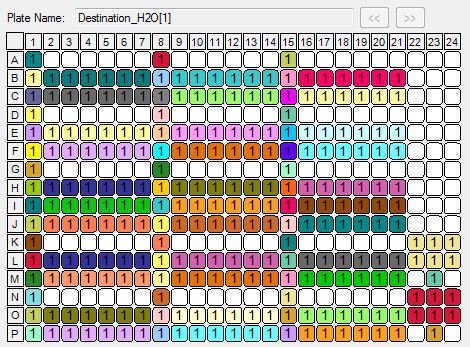 Plate Name: Destination_H2O[1] << >>
1 2 3 4 5 6 7 8 9 10 11 12 13 14 15 16 17 18 19 20 21 22 23 24
A 1 1 1
B 1 1 1 1 1 1 1 1 1 1 1 1 1 1 1 1 1 1 1 1 1
C 1 1 1 1 1 1 1 1 1 1 1 1 1 1 1 1 1 1 1 1 1
D 1 1 1
E 1 1 1 1 1 1 1 1 1 1 1 1 1 1 1 1 1 1 1 1 1
F 1 1 1 1 1 1 1 1 1 1 1 1 1 1 1 1 1 1 1 1 1
G 1 1 1
H 1 1 1 1 1 1 1 1 1 1 1 1 1 1 1 1 1 1 1 1 1
I 1 1 1 1 1 1 1 1 1 1 1 1 1 1 1 1 1 1 1 1 1
J 1 1 1 1 1 1 1 1 1 1 1 1 1 1 1 1 1 1 1 1 1
K 1 1 1 1 1 1
L 1 1 1 1 1 1 1 1 1 1 1 1 1 1 1 1 1 1 1 1 1 1 1 1
M 1 1 1 1 1 1 1 1 1 1 1 1 1 1 1 1 1 1 1 1 1 1
N 1 1 1 1 1 1
O 1 1 1 1 1 1 1 1 1 1 1 1 1 1 1 1 1 1 1 1 1 1 1 1
P 1 1 1 1 1 1 1 1 1 1 1 1 1 1 1 1 1 1 1 1 1 1